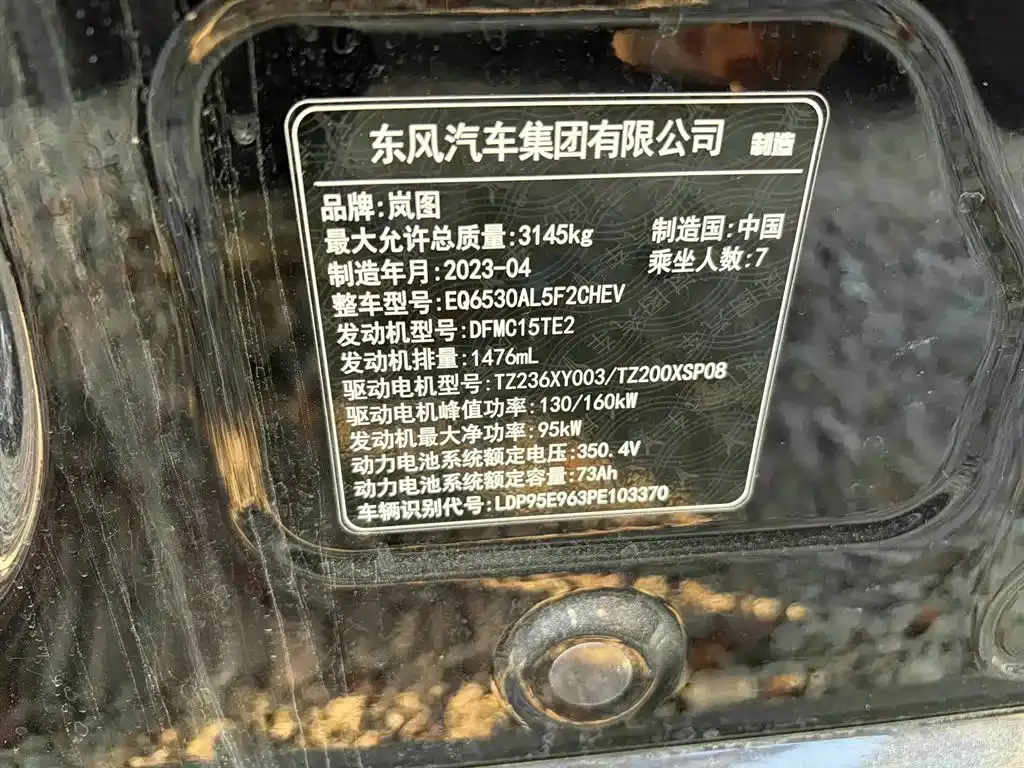 东风汽车集团有限公司 制造
品牌:岚图
最大允许总质量:3145kg 制造国:中国
制造年月:2023-04 乘坐人数:7
整车型号:EQ6530AL5F2CHEV
发动机型号:DFMC15TE2
发动机排量:1476mL
驱动电机型号:TZ236XY003/TZ200XSP08
驱动电机峰值功率:130/160kW
发动机最大净功率:95kW
动力电池系统额定电压:350.4V
动力电池系统额定容量:73Ah
车辆识别代号:LDP95E963PE103370